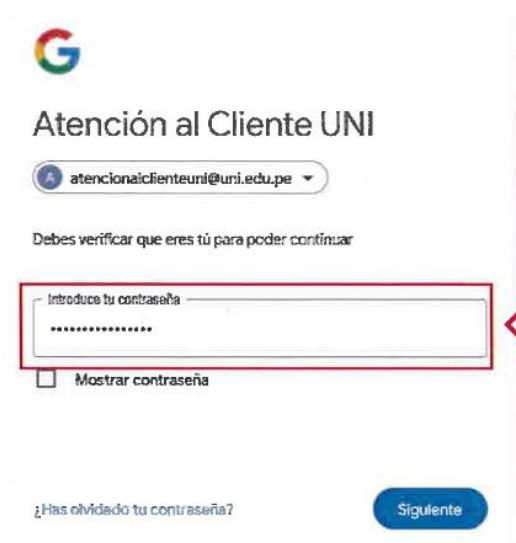 Atención al Cliente UNI
A atencionalclienteuni@uni.edu.pe
Debes verificar que eres tú para poder continuar
Introduce tu contraseña
••••••••••••••••
Mostrar contraseña
¿Has olvidado tu contraseña?
Siguiente